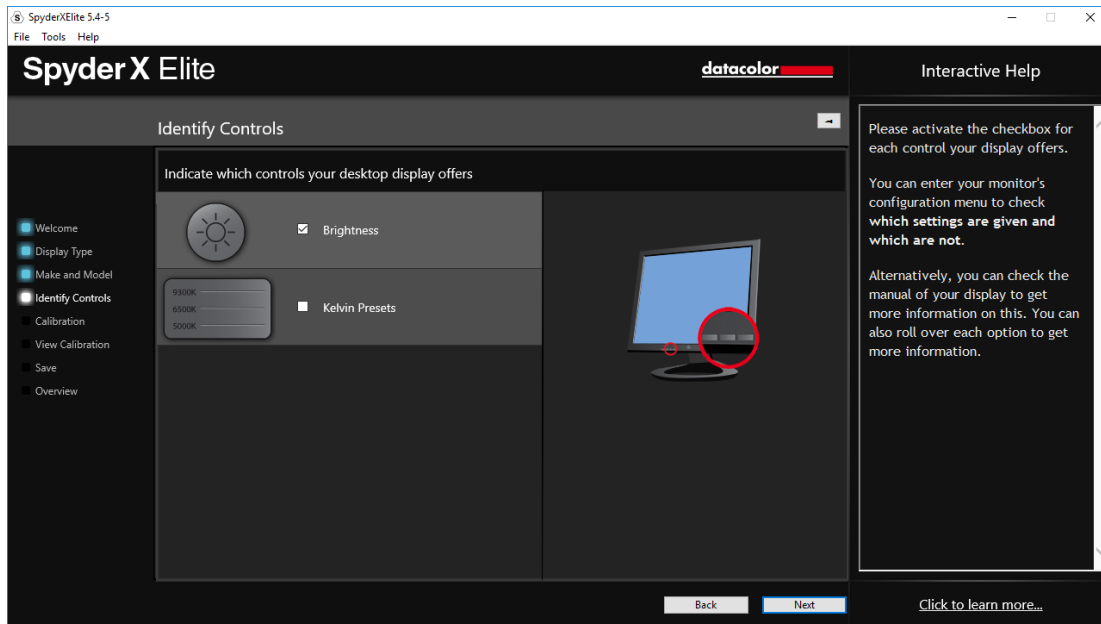 SpyderXElite 5.4-5
File Tools Help
Spyder X Elite
datacolor
Interactive Help
Identify Controls
Indicate which controls your desktop display offers
Welcome
Display Type
Make and Model
Identify Controls
Calibration
View Calibration
Save
Overview
Brightness
9300K
6500K
5000K
Kelvin Presets
Please activate the checkbox for
each control your display offers.
You can enter your monitor's
configuration menu to check
which settings are given and
which are not.
Alternatively, you can check the
manual of your display to get
more information on this. You can
also roll over each option to get
more information.
Back
Next
Click to learn more...